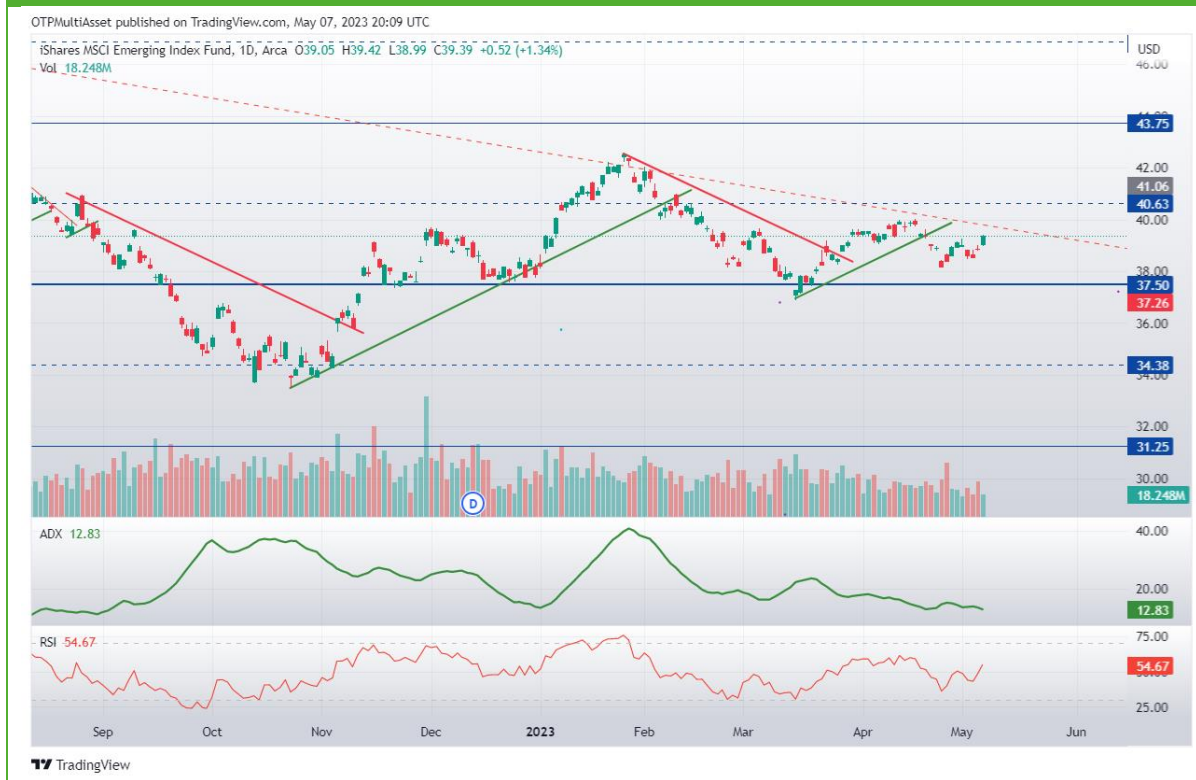 OTPMultiAsset published on TradingView.com, May 07, 2023 20:09 UTC
iShares MSCI Emerging Index Fund, 1D, Arca O39.05 H39.42 L38.99 C39.39 +0.52 (+1.34%)
Vol 18.248M
USD
46.00
44.00
43.75
42.00
41.06
40.63
40.00
38.00
37.50
37.26
36.00
34.38
34.00
32.00
31.25
30.00
18.248M
D
ADX 12.83
40.00
20.00
12.83
RSI 54.67
75.00
54.67
50.00
25.00
Sep Oct Nov Dec 2023 Feb Mar Apr May Jun
TradingView